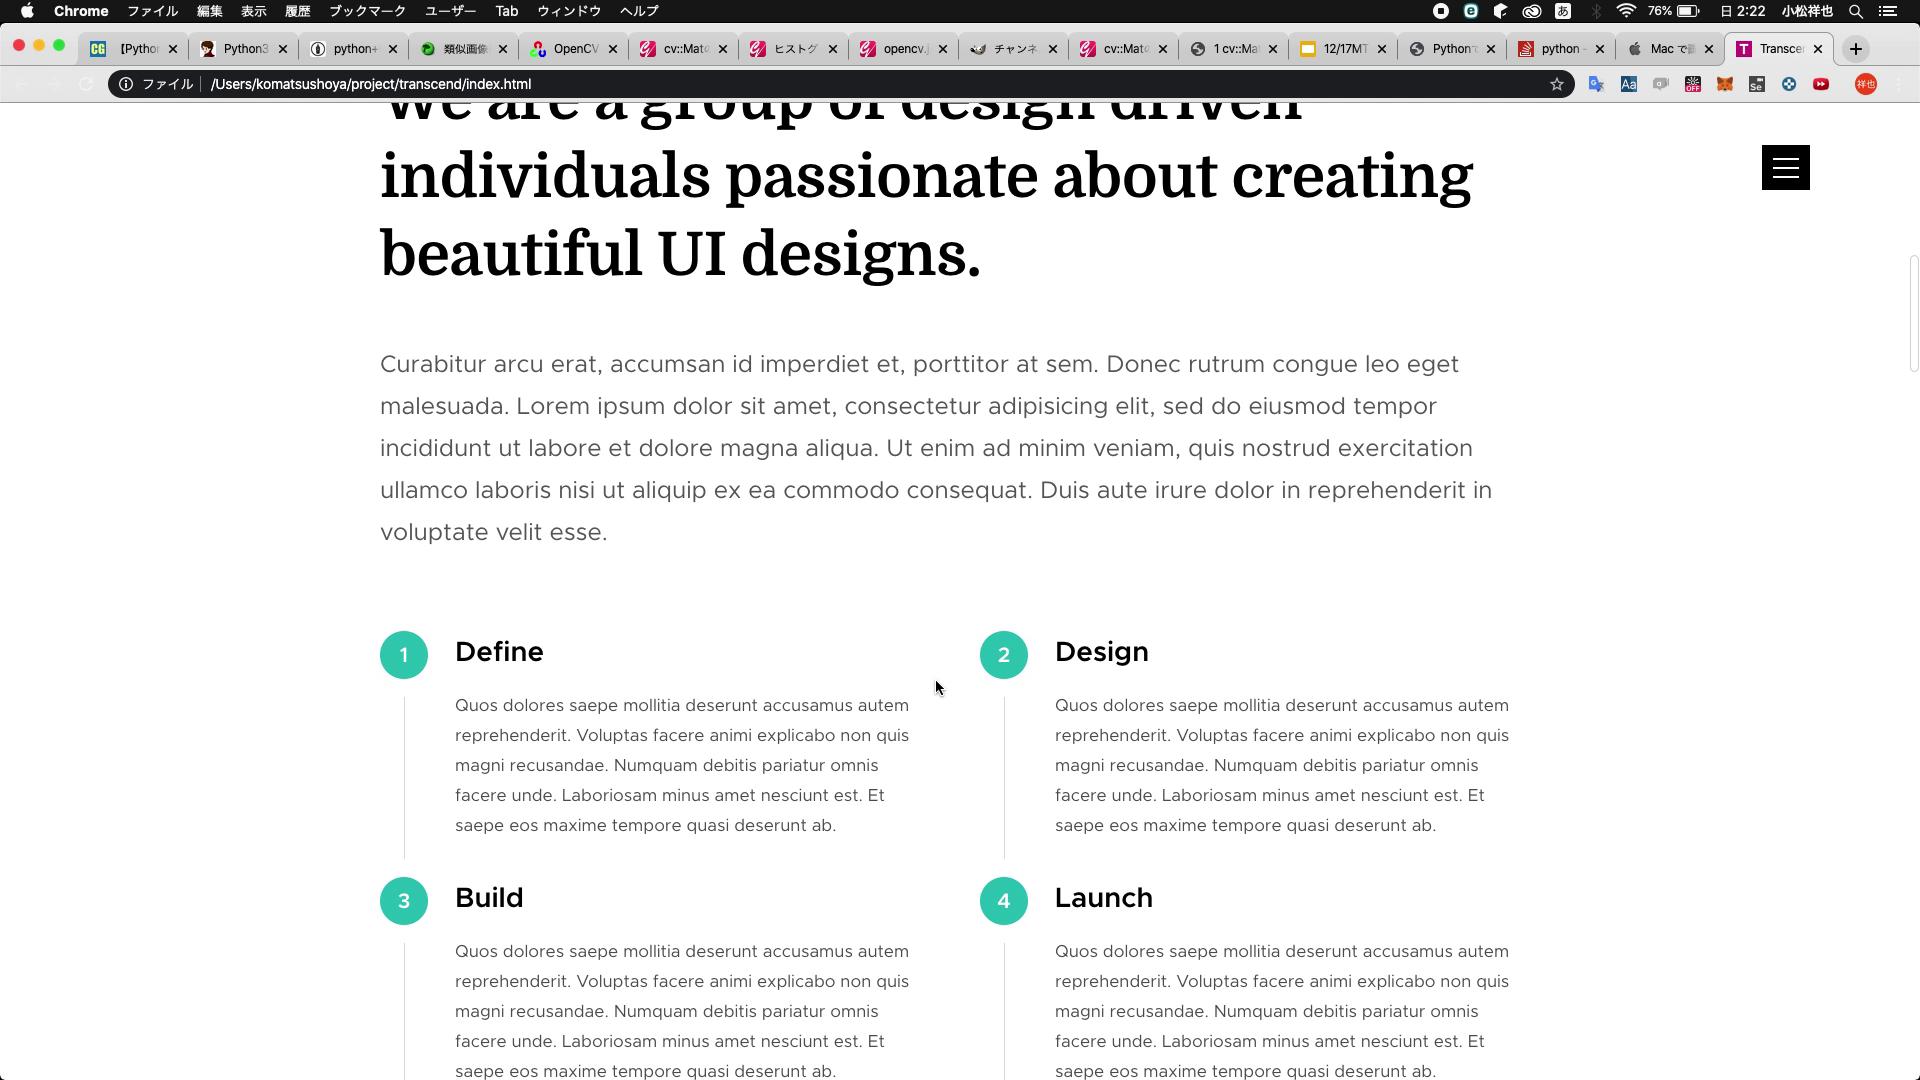 Chrome ファイル 編集 表示 履歴 ブックマーク ユーザー Tab ウィンドウ ヘルプ あ 76% 日 2:22 小松祥也
CG 【Pytho Python3 python+ 類似画像 OpenCV cv::Mat ヒストグ opencv. チャンネ cv::Mat 1 cv::Ma 12/17MT Python python - Mac で Transce
ファイル /Users/komatsushoya/project/transcend/index.html Aa OFF Se 祥也
We are a group of design driven
individuals passionate about creating
beautiful UI designs.
Curabitur arcu erat, accumsan id imperdiet et, porttitor at sem. Donec rutrum congue leo eget
malesuada. Lorem ipsum dolor sit amet, consectetur adipisicing elit, sed do eiusmod tempor
incididunt ut labore et dolore magna aliqua. Ut enim ad minim veniam, quis nostrud exercitation
ullamco laboris nisi ut aliquip ex ea commodo consequat. Duis aute irure dolor in reprehenderit in
voluptate velit esse.
1 Define
Quos dolores saepe mollitia deserunt accusamus autem
reprehenderit. Voluptas facere animi explicabo non quis
magni recusandae. Numquam debitis pariatur omnis
facere unde. Laboriosam minus amet nesciunt est. Et
saepe eos maxime tempore quasi deserunt ab.
2 Design
Quos dolores saepe mollitia deserunt accusamus autem
reprehenderit. Voluptas facere animi explicabo non quis
magni recusandae. Numquam debitis pariatur omnis
facere unde. Laboriosam minus amet nesciunt est. Et
saepe eos maxime tempore quasi deserunt ab.
3 Build
Quos dolores saepe mollitia deserunt accusamus autem
reprehenderit. Voluptas facere animi explicabo non quis
magni recusandae. Numquam debitis pariatur omnis
facere unde. Laboriosam minus amet nesciunt est. Et
saepe eos maxime tempore quasi deserunt ab.
4 Launch
Quos dolores saepe mollitia deserunt accusamus autem
reprehenderit. Voluptas facere animi explicabo non quis
magni recusandae. Numquam debitis pariatur omnis
facere unde. Laboriosam minus amet nesciunt est. Et
saepe eos maxime tempore quasi deserunt ab.